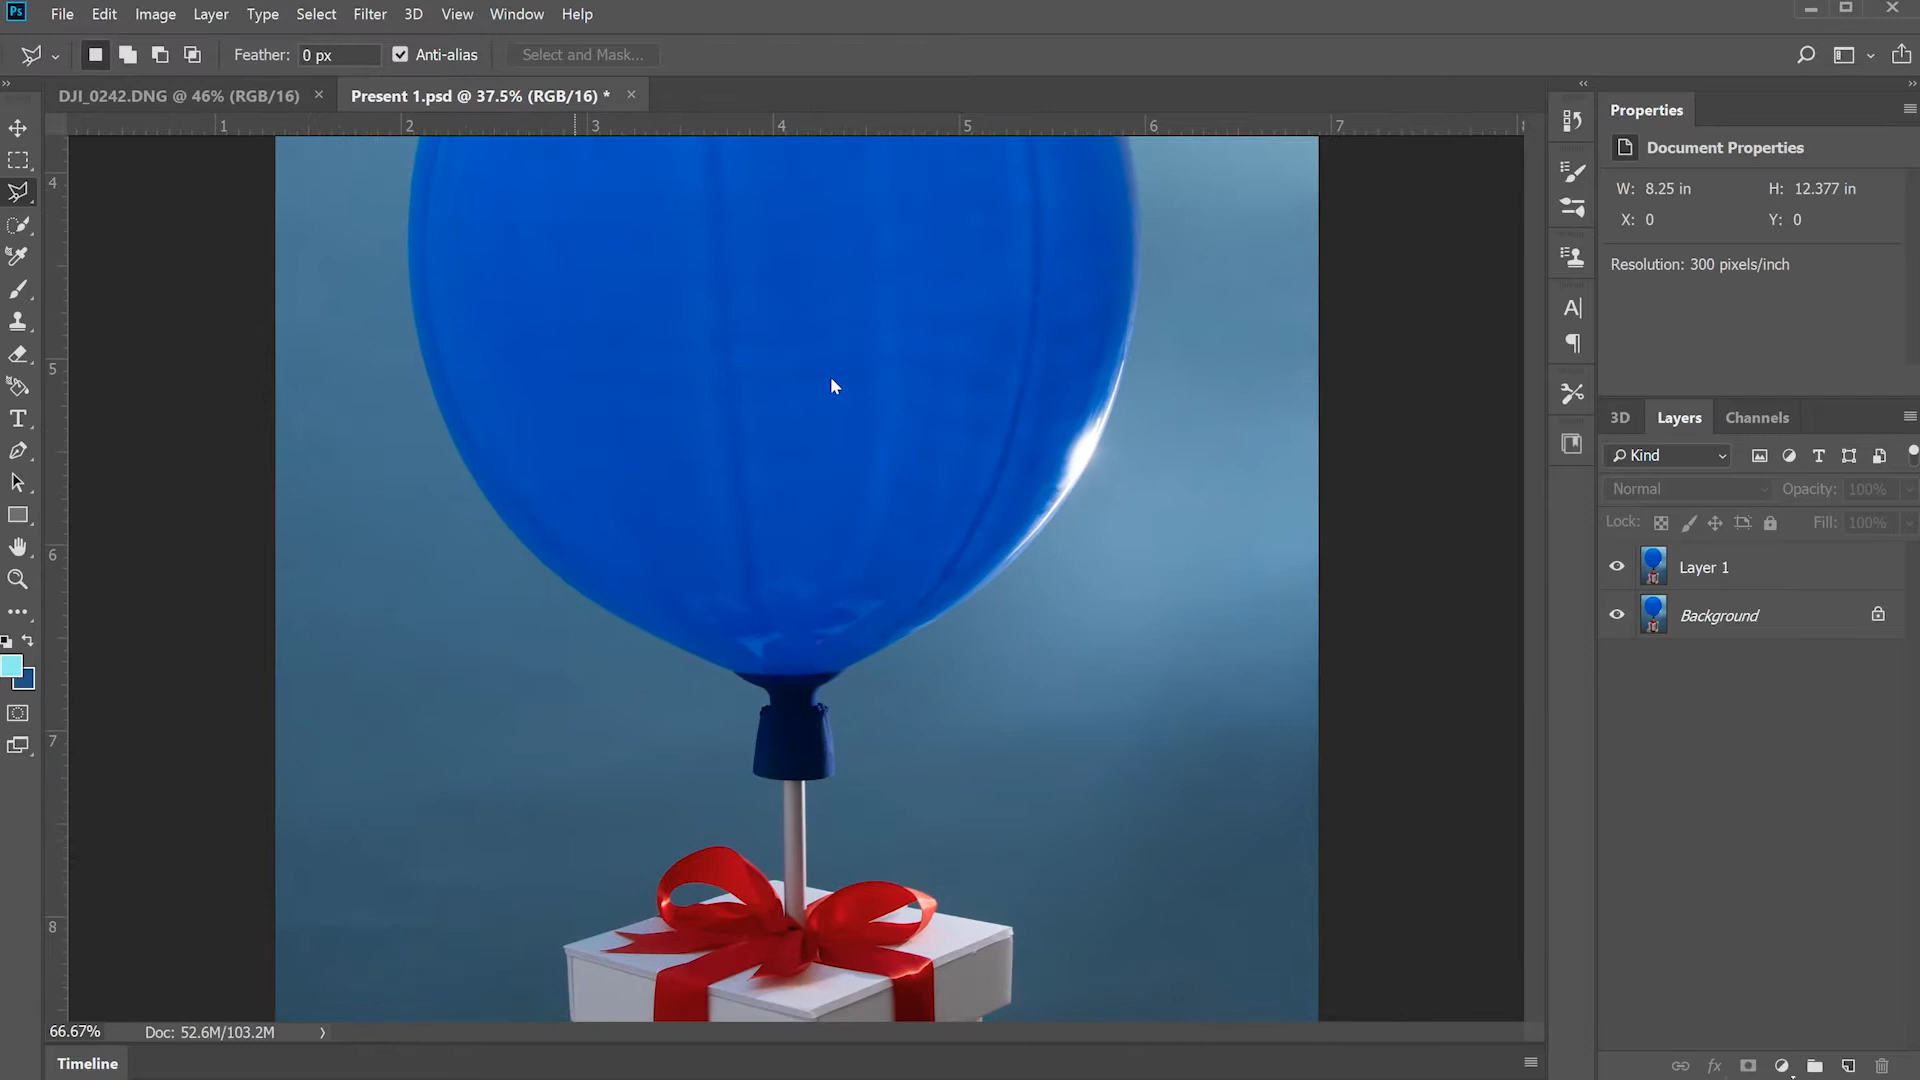 Ps File Edit Image Layer Type Select Filter 3D View Window Help
Feather: 0 px Anti-alias Select and Mask...
DJI_0242.DNG @ 46% (RGB/16) × Present 1.psd @ 37.5% (RGB/16) * ×
1 2 3 4 5 6 7
4
5
6
7
8
66.67% Doc: 52.6M/103.2M
Timeline
Properties
Document Properties
W: 8.25 in H: 12.377 in
X: 0 Y: 0
Resolution: 300 pixels/inch
3D Layers Channels
Kind
Normal Opacity: 100%
Lock: Fill: 100%
Layer 1
Background
fx